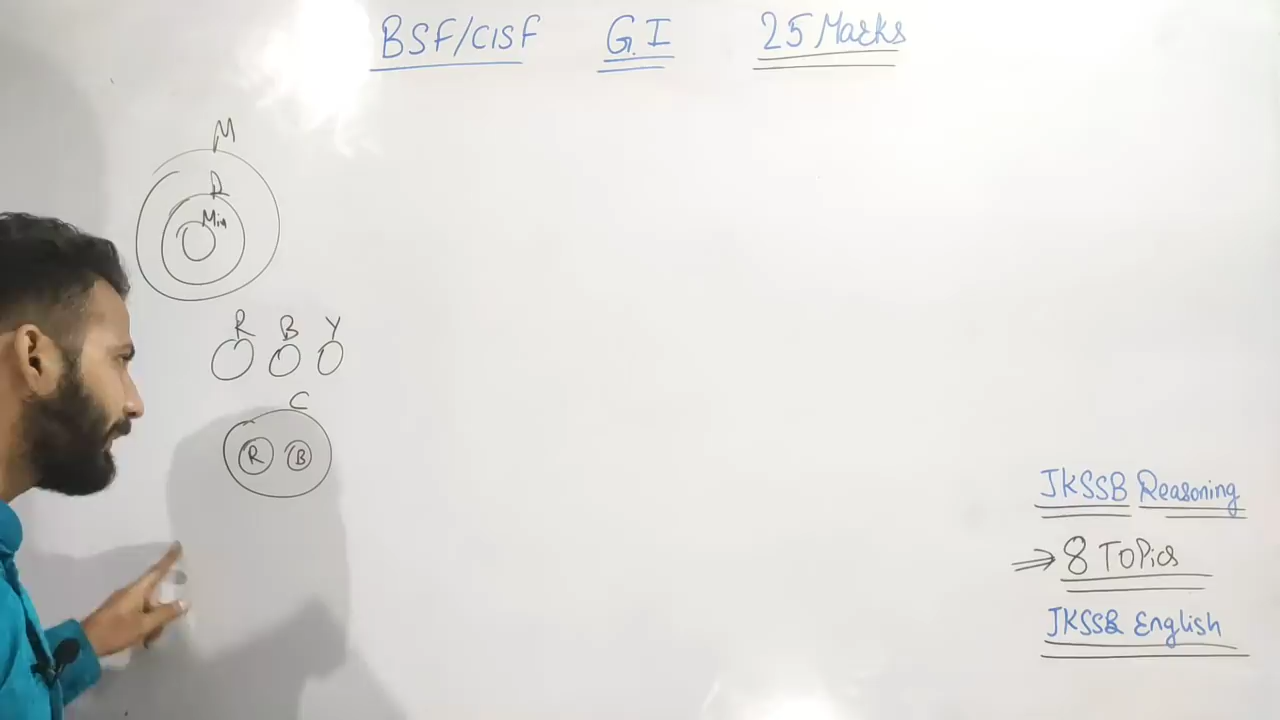 BSF/CISF G.I 25 Marks
M
Min
R B Y
C
R B
JKSSB Reasoning
⇒ 8 TOPics
JKSSB English